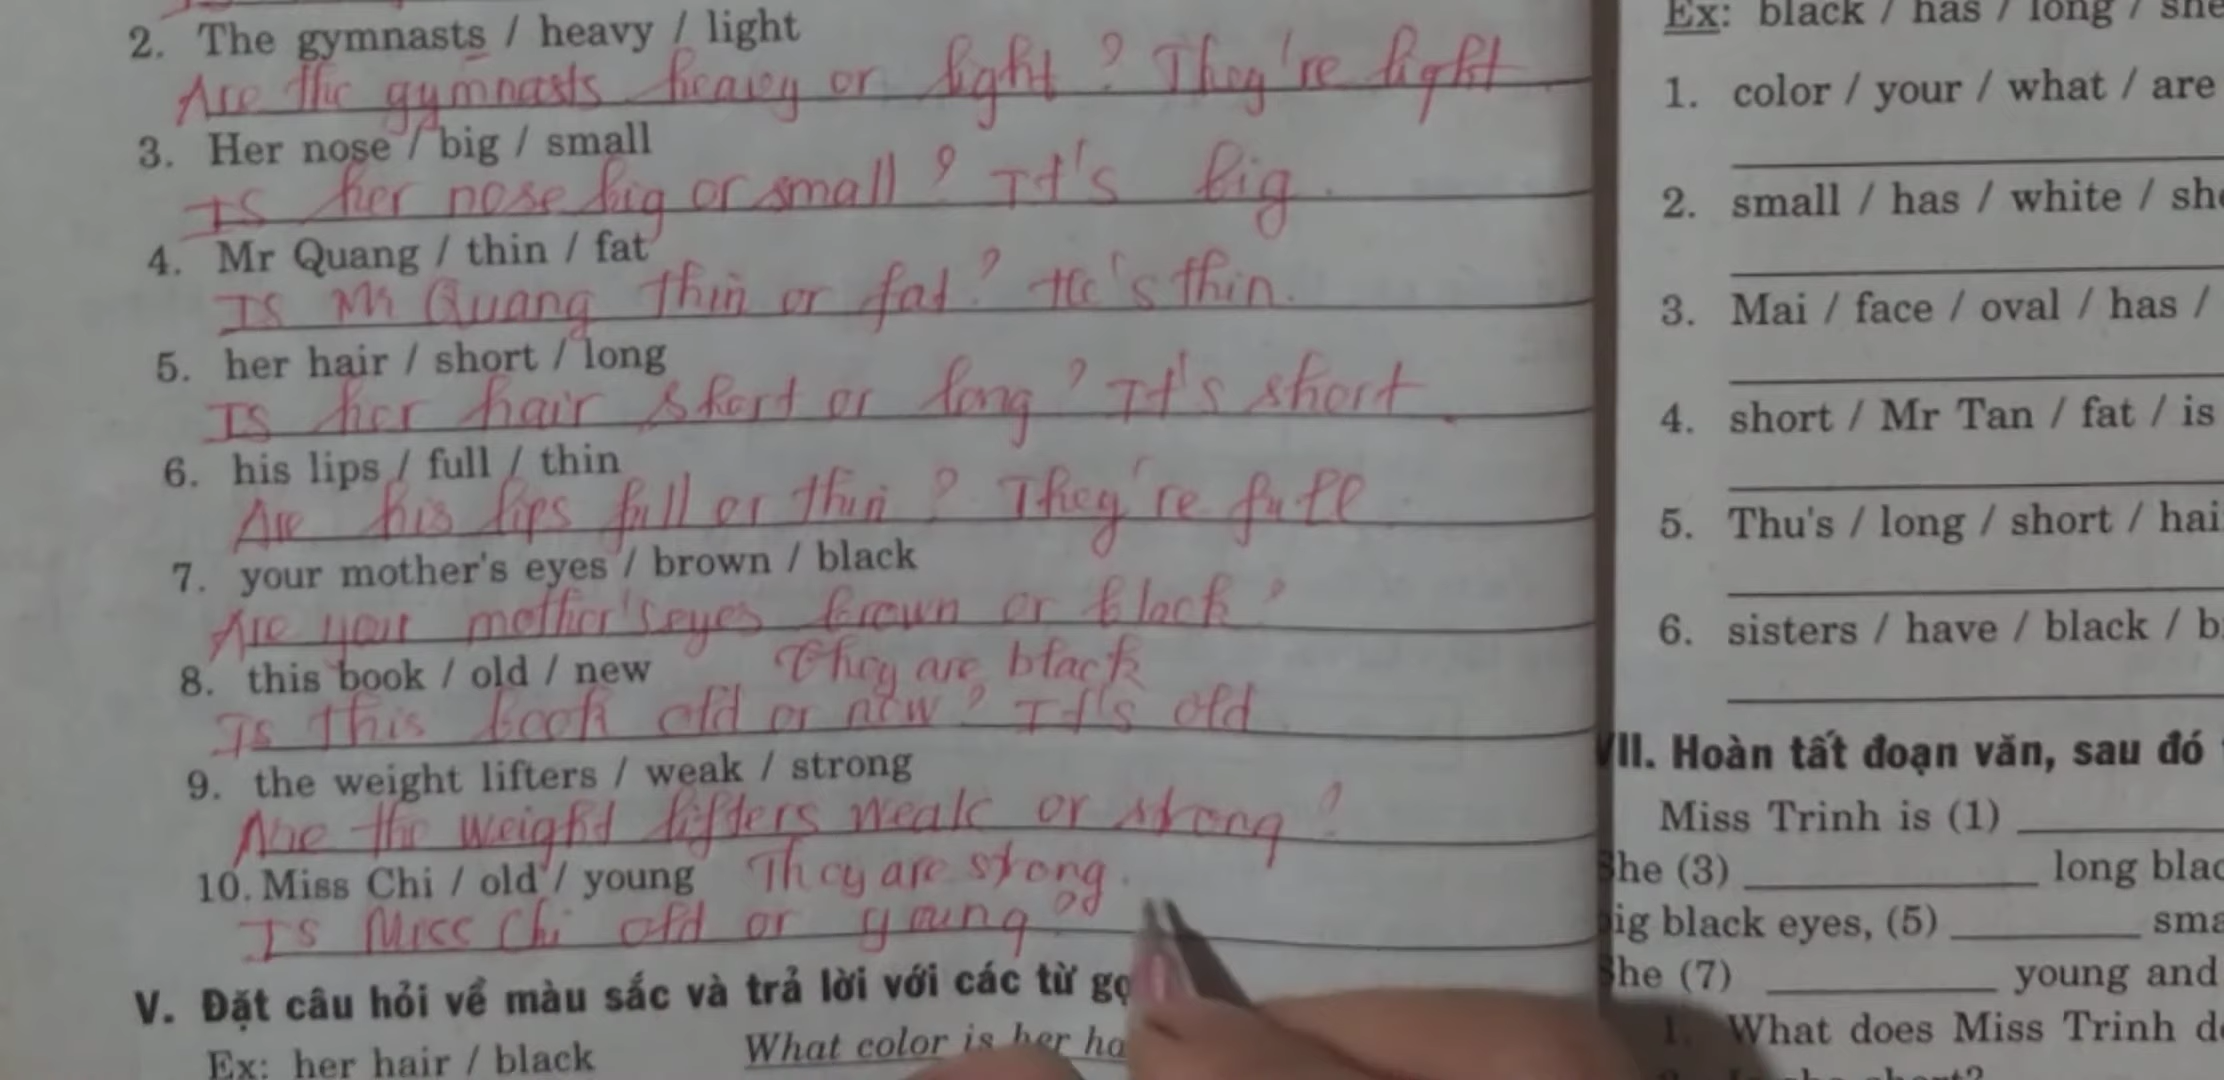 2. The gymnasts / heavy / light
Are the gymnasts heavy or light ? They're light
3. Her nose / big / small
Is her nose big or small ? It's big
4. Mr Quang / thin / fat
Is Mr Quang thin or fat ? He's thin.
5. her hair / short / long
Is her hair short or long ? It's short.
6. his lips / full / thin
Are his lips full or thin ? They're full
7. your mother's eyes / brown / black
Are your mother's eyes brown or black ?
They are black
8. this book / old / new
Is this book old or new ? It's old
9. the weight lifters / weak / strong
Are the weight lifters weak or strong ?
They are strong.
10. Miss Chi / old / young
Is Miss Chi old or young ?
V. Đặt câu hỏi về màu sắc và trả lời với các từ
Ex: her hair / black What color is her
Ex: black / has / long / she
1. color / your / what / are
2. small / has / white /
3. Mai / face / oval / has /
4. short / Mr Tan / fat / is
5. Thu's / long / short /
6. sisters / have / black /
VII. Hoàn tất đoạn văn, sau đó
Miss Trinh is (1)
She (3) long
big black eyes, (5)
She (7) young and
1. What does Miss Trinh